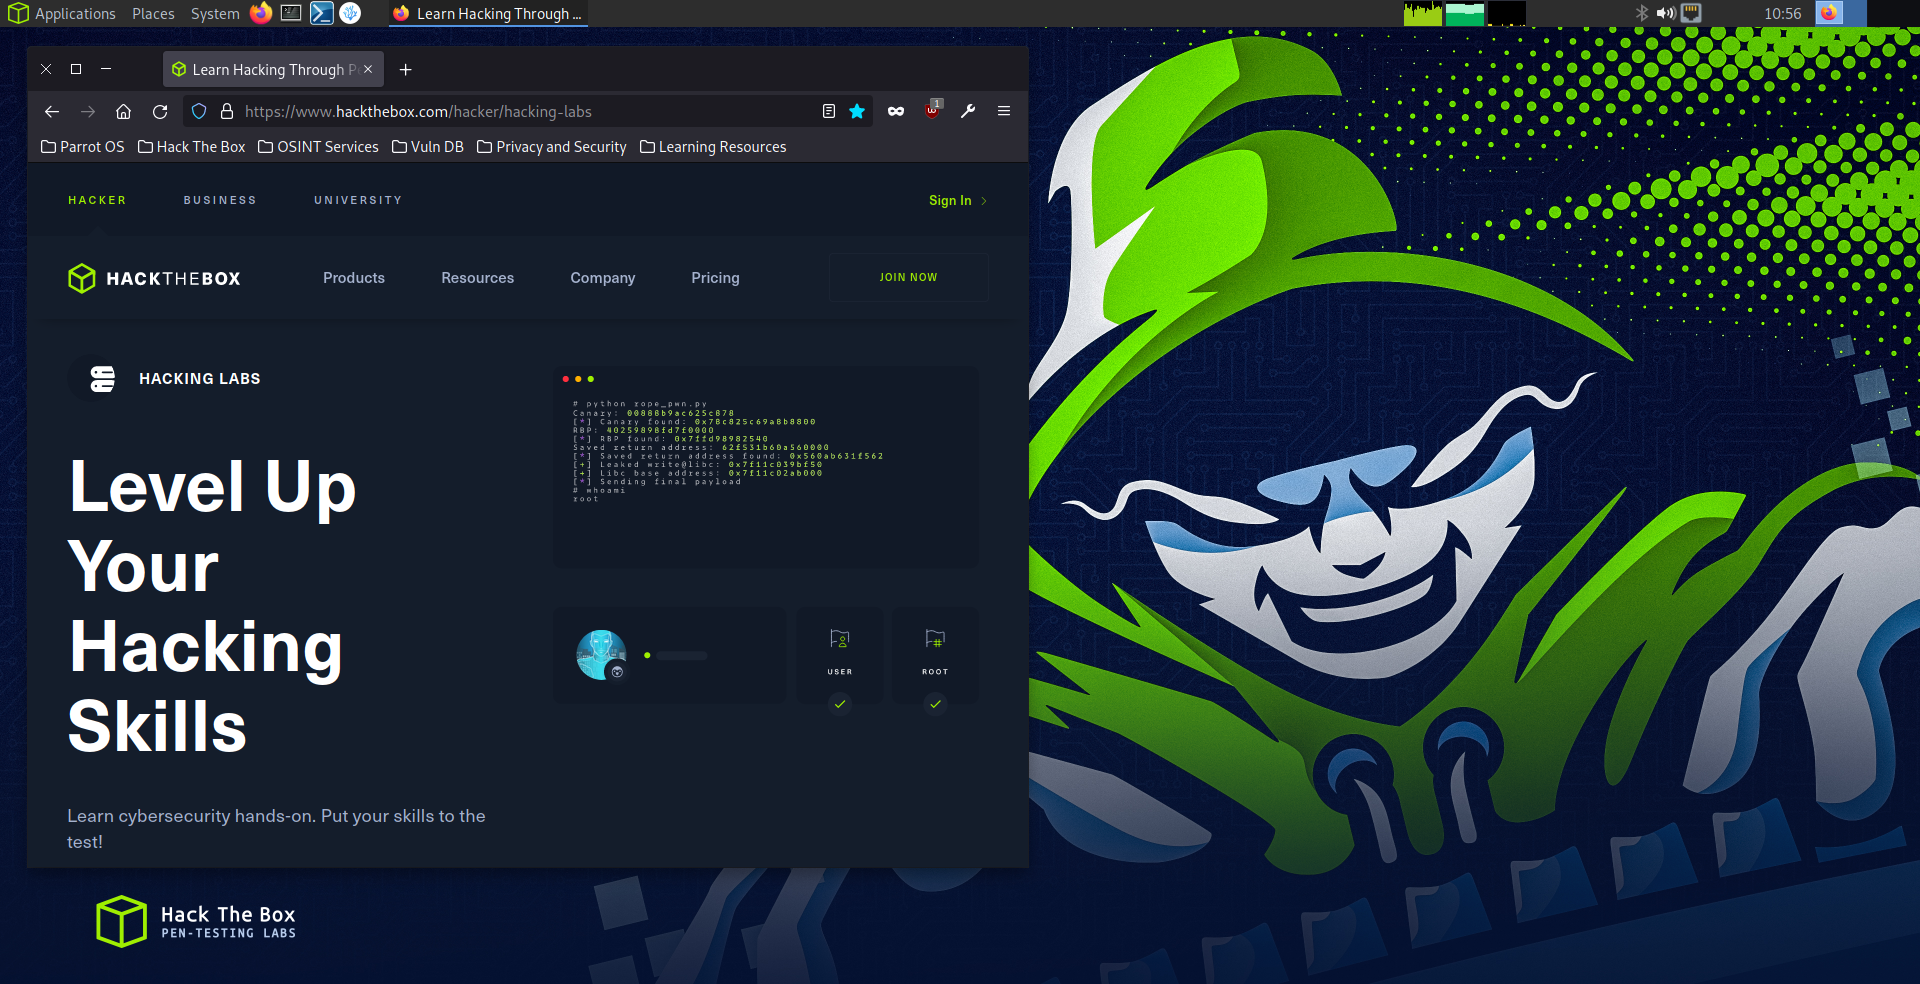 Applications Places System Learn Hacking Through ... 10:56
Learn Hacking Through P
https://www.hackthebox.com/hacker/hacking-labs
1
Parrot OS Hack The Box OSINT Services Vuln DB Privacy and Security Learning Resources
HACKER BUSINESS UNIVERSITY Sign In
HACKTHEBOX Products Resources Company Pricing JOIN NOW
HACKING LABS
# python rope_pwn.py
Canary: 00888b9ac625c878
[*] Canary found: 0x78c825c69a8b8800
RBP: 40259898fd7f0000
[*] RBP found: 0x7ffd98982540
Saved return address: 62f531b60a560000
[*] Saved return address found: 0x560ab631f562
[+] Leaked write@libc: 0x7f11c039bf50
[+] Libc base address: 0x7f11c02ab000
[*] Sending final payload
# whoami
root
Level Up
Your
Hacking
Skills
USER ROOT
Learn cybersecurity hands-on. Put your skills to the
test!
Hack The Box
PEN-TESTING LABS